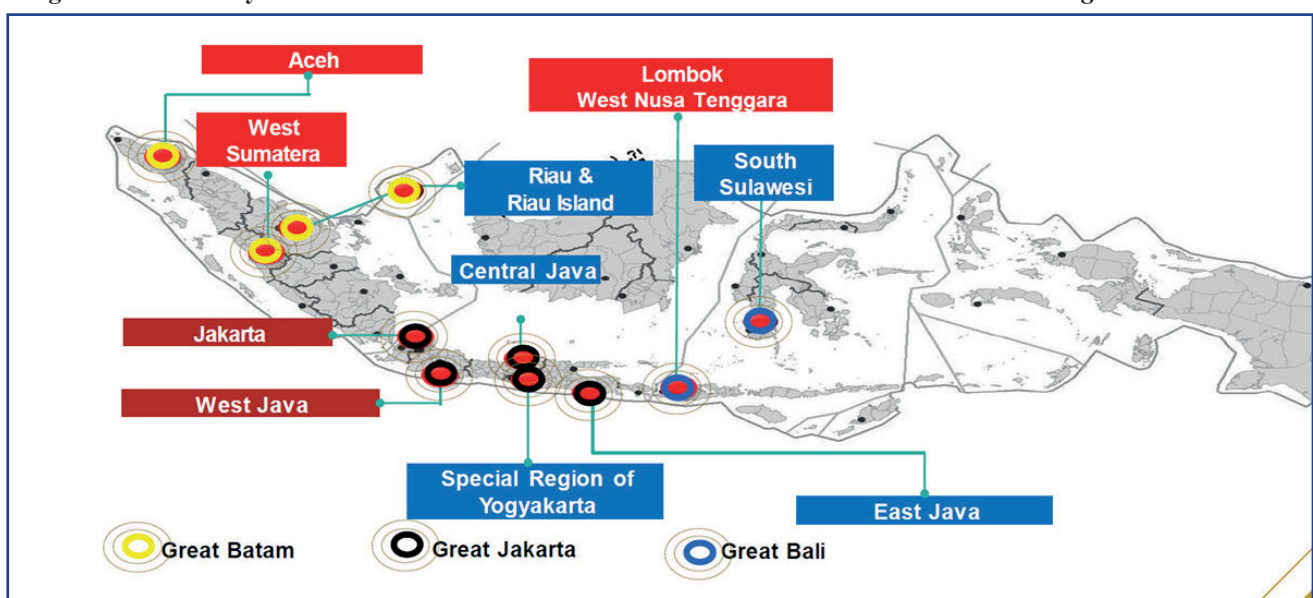 Aceh
Lombok
West Nusa Tenggara
West
Sumatera
South
Sulawesi
Riau &
Riau Island
Central Java
Jakarta
West Java
Special Region of
Yogyakarta
East Java
Great Batam
Great Jakarta
Great Bali